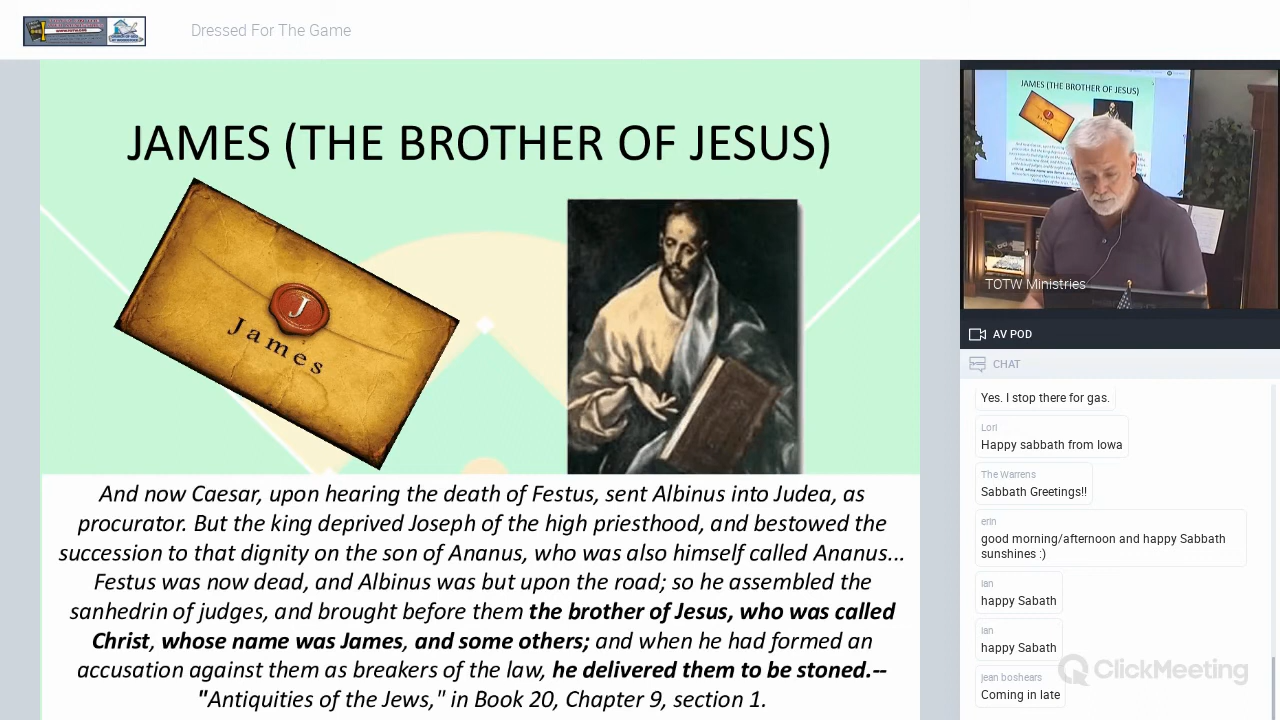 Dressed For The Game
JAMES (THE BROTHER OF JESUS)
J
James
And now Caesar, upon hearing the death of Festus, sent Albinus into Judea, as
procurator. But the king deprived Joseph of the high priesthood, and bestowed the
succession to that dignity on the son of Ananus, who was also himself called Ananus...
Festus was now dead, and Albinus was but upon the road; so he assembled the
sanhedrin of judges, and brought before them the brother of Jesus, who was called
Christ, whose name was James, and some others; and when he had formed an
accusation against them as breakers of the law, he delivered them to be stoned.--
"Antiquities of the Jews," in Book 20, Chapter 9, section 1.
JAMES (THE BROTHER OF JESUS)
TOTW Ministries
AV POD
CHAT
Yes. I stop there for gas.
Lori
Happy sabbath from Iowa
The Warrens
Sabbath Greetings!!
erin
good morning/afternoon and happy Sabbath
sunshines :)
Ian
happy Sabath
Ian
happy Sabath
jean boshears
Coming in late
ClickMeeting